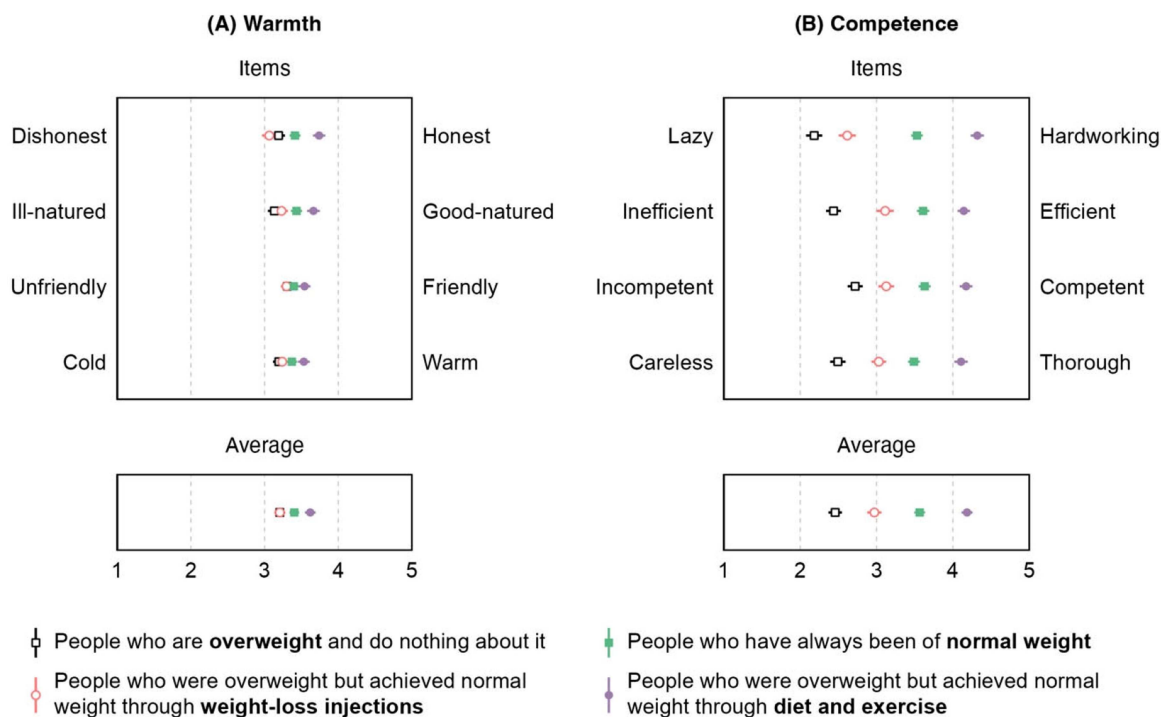 (A) Warmth
Items
Dishonest Honest
Ill-natured Good-natured
Unfriendly Friendly
Cold Warm
Average
1 2 3 4 5
(B) Competence
Items
Lazy Hardworking
Inefficient Efficient
Incompetent Competent
Careless Thorough
Average
1 2 3 4 5
People who are overweight and do nothing about it
People who were overweight but achieved normal
weight through weight-loss injections
People who have always been of normal weight
People who were overweight but achieved normal
weight through diet and exercise